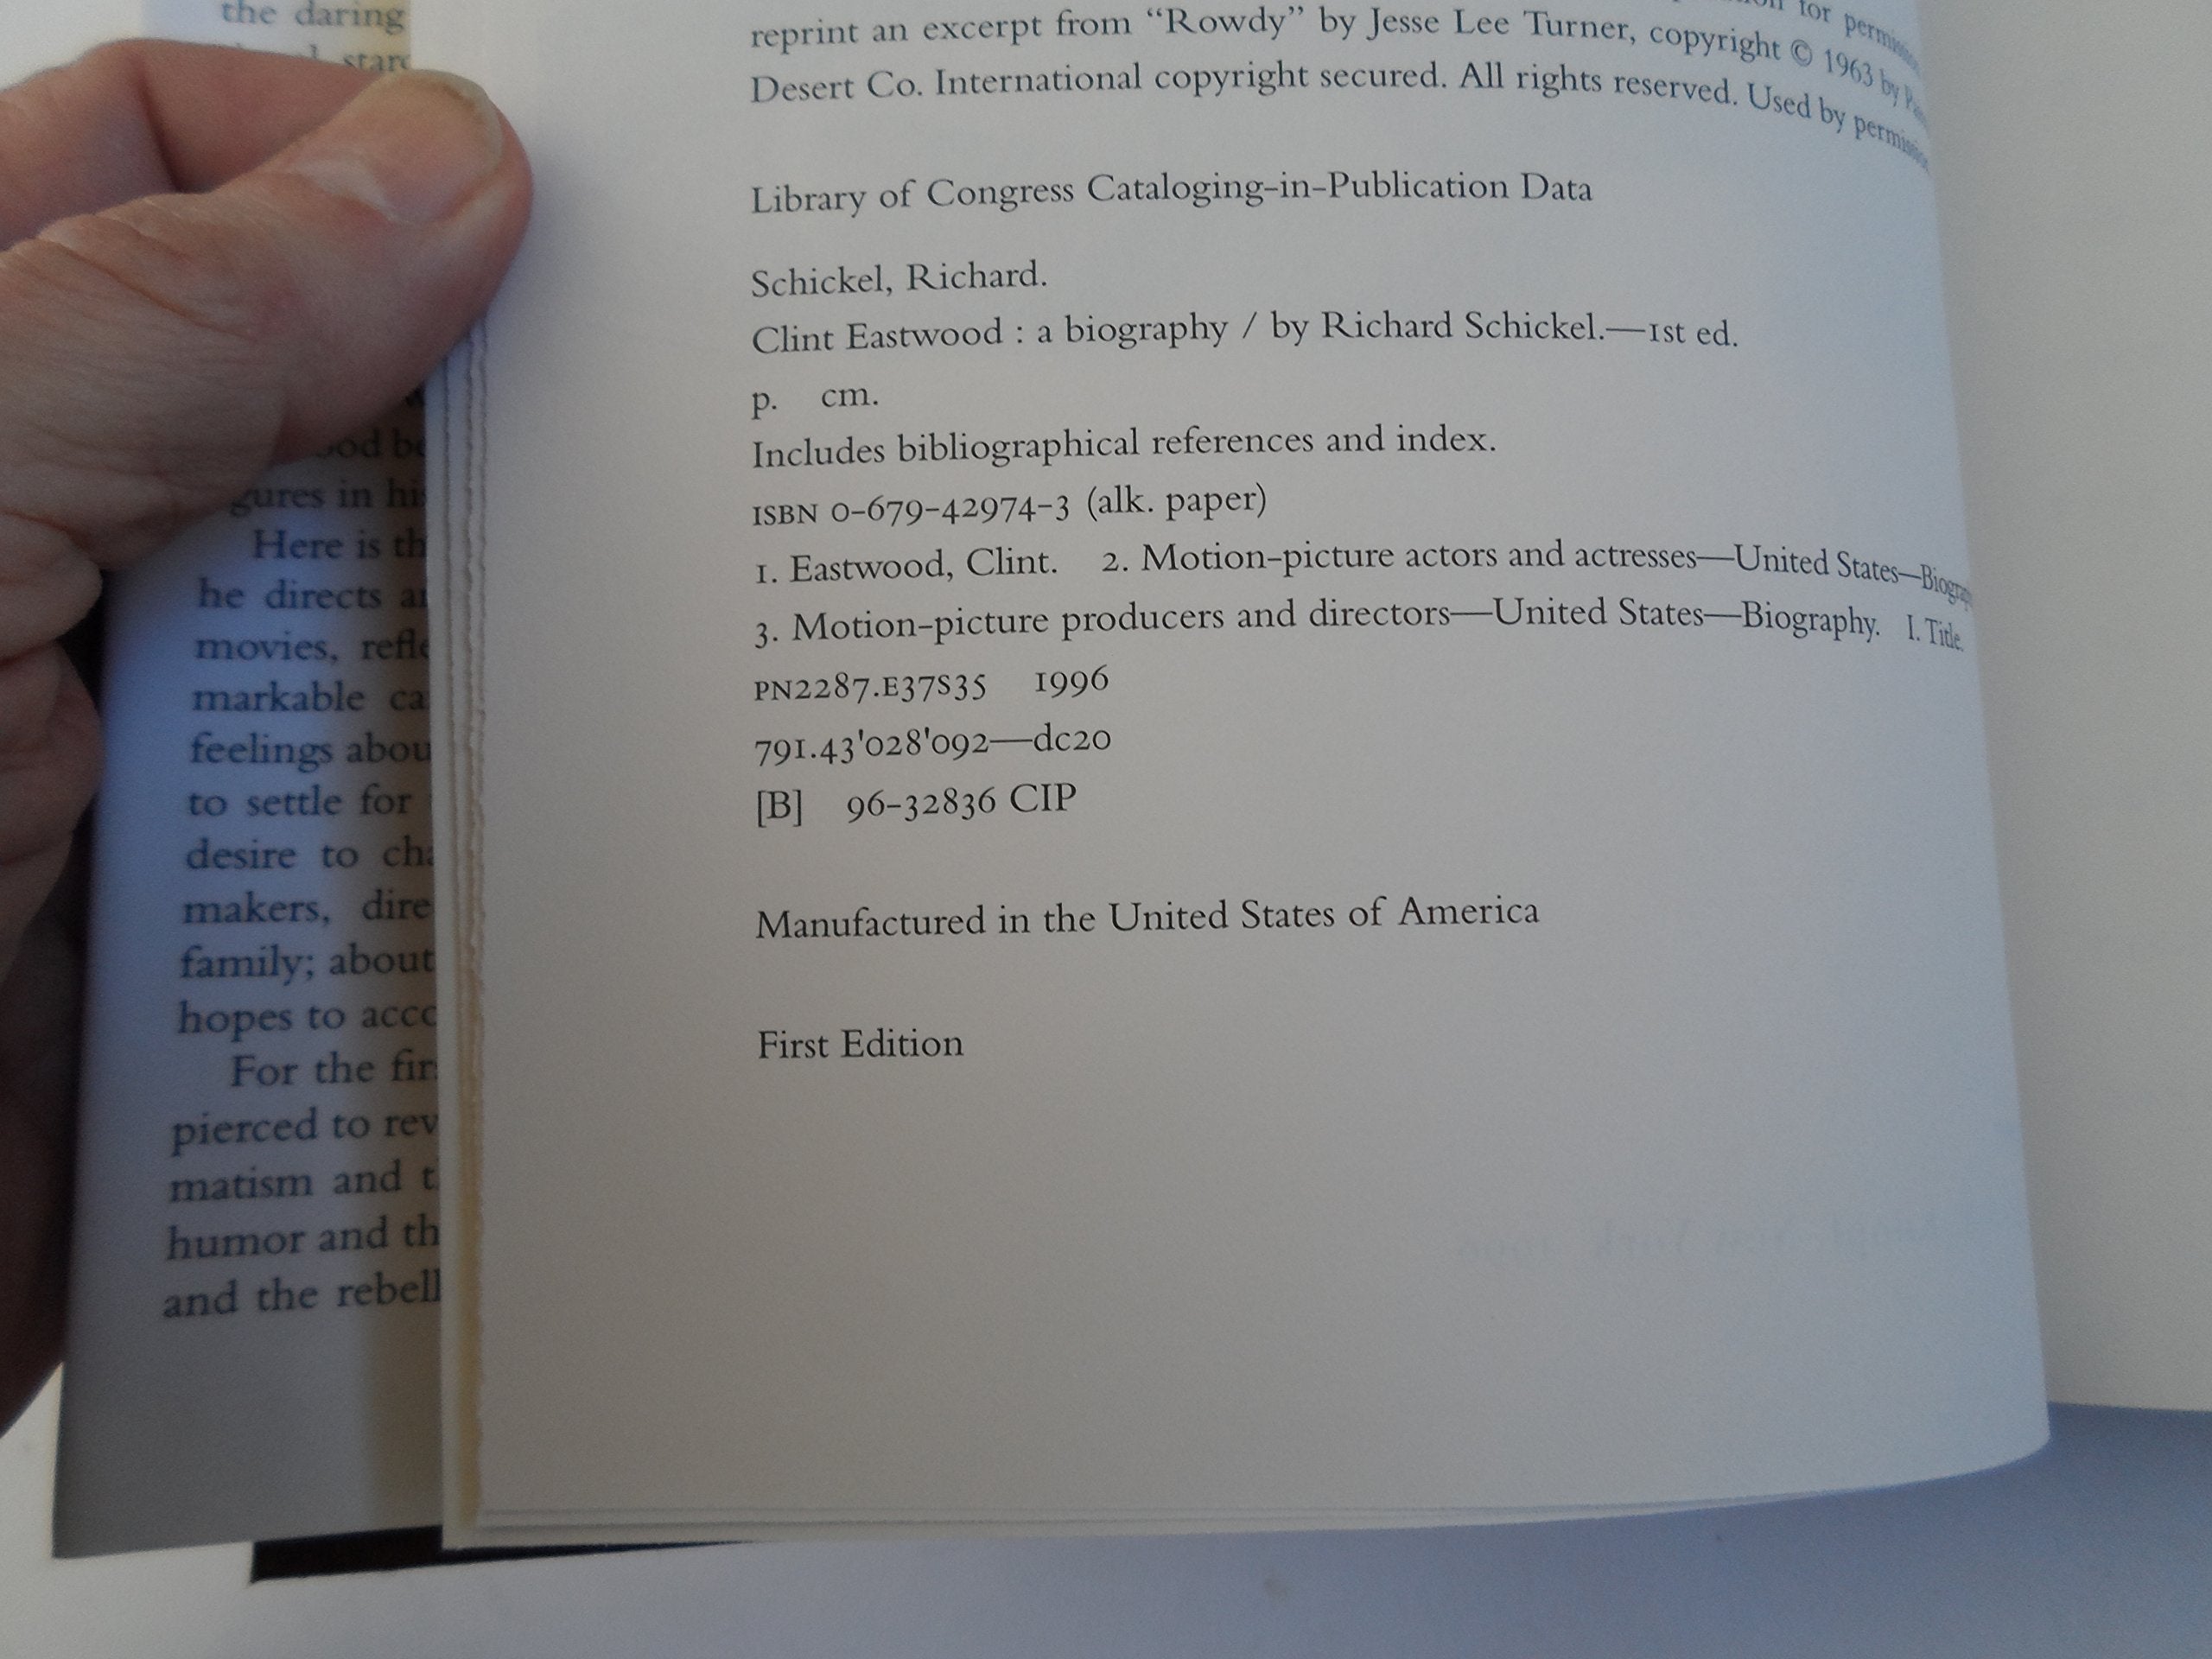 the daring
reprint an excerpt from “Rowdy” by Jesse Lee Turner, copyright © 1963 by
Desert Co. International copyright secured. All rights reserved. Used by
Library of Congress Cataloging-in-Publication Data
Schickel, Richard.
Clint Eastwood : a biography / by Richard Schickel.—1st ed.
p. cm.
Includes bibliographical references and index.
ISBN 0-679-42974-3 (alk. paper)
1. Eastwood, Clint. 2. Motion-picture actors and actresses—United States—
3. Motion-picture producers and directors—United States—Biography. I. Title.
PN2287.E37S35 1996
791.43'028'092—dc20
[B] 96-32836 CIP
Manufactured in the United States of America
First Edition
in
Here is
he directs
movies,
markable
feelings
to settle for
desire to
makers,
family; about
hopes to
For the
pierced to
matism and
humor and
and the